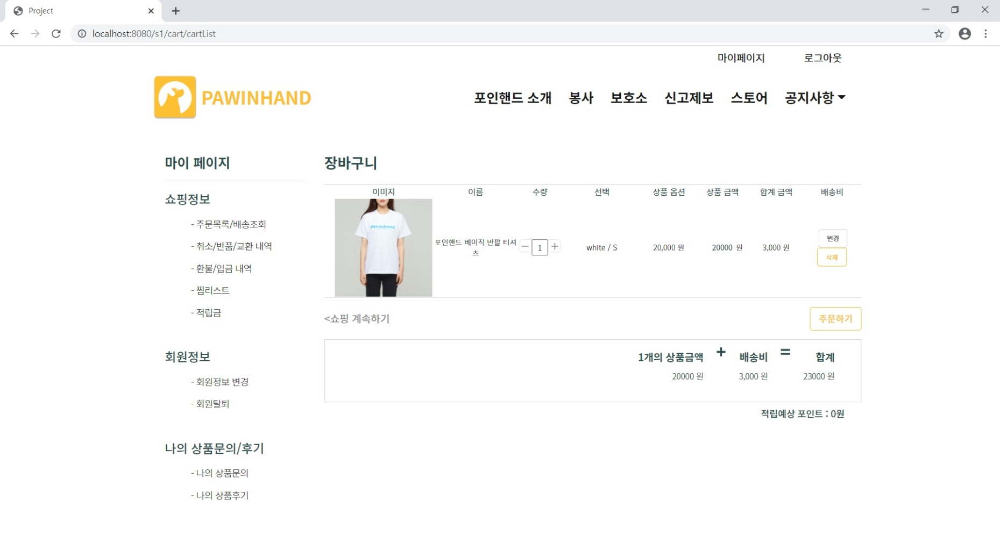 Project
localhost:8080/s1/cart/cartList
마이페이지 로그아웃
PAWINHAND
포인핸드 소개 봉사 보호소 신고제보 스토어 공지사항
마이 페이지
쇼핑정보
- 주문목록/배송조회
- 취소/반품/교환 내역
- 환불/입금 내역
- 찜리스트
- 적립금
회원정보
- 회원정보 변경
- 회원탈퇴
나의 상품문의/후기
- 나의 상품문의
- 나의 상품후기
장바구니
이미지 이름 수량 선택 상품 옵션 상품 금액 합계 금액 배송비
Pawinhand
포인핸드 베이직 반팔 티셔
츠
1 white / S 20,000 원 20000 원 3,000 원
변경
삭제
<쇼핑 계속하기 주문하기
1개의 상품금액 + 배송비 = 합계
20000 원 3,000 원 23000 원
적립예상 포인트 : 0원